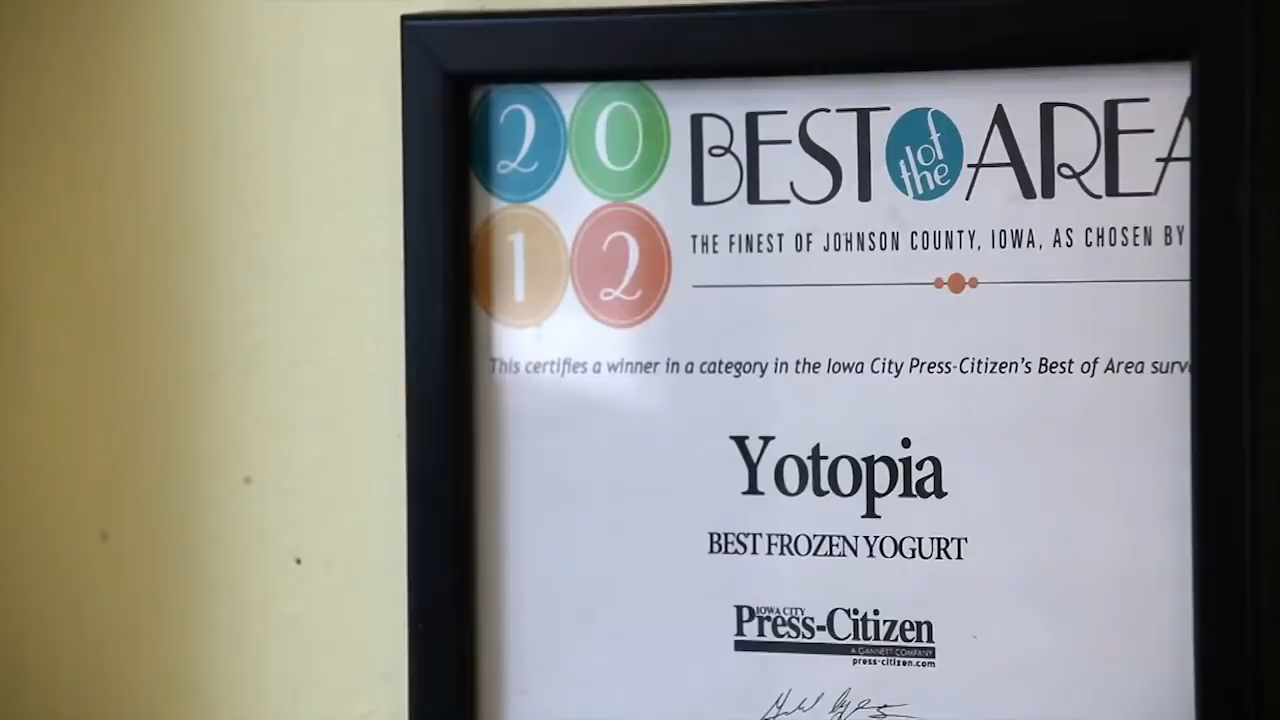 2012
BEST of the AREA
THE FINEST OF JOHNSON COUNTY, IOWA, AS CHOSEN BY
This certifies a winner in a category in the Iowa City Press-Citizen's Best of Area surv
Yotopia
BEST FROZEN YOGURT
IOWA CITY
Press-Citizen
A GANNETT COMPANY
press-citizen.com